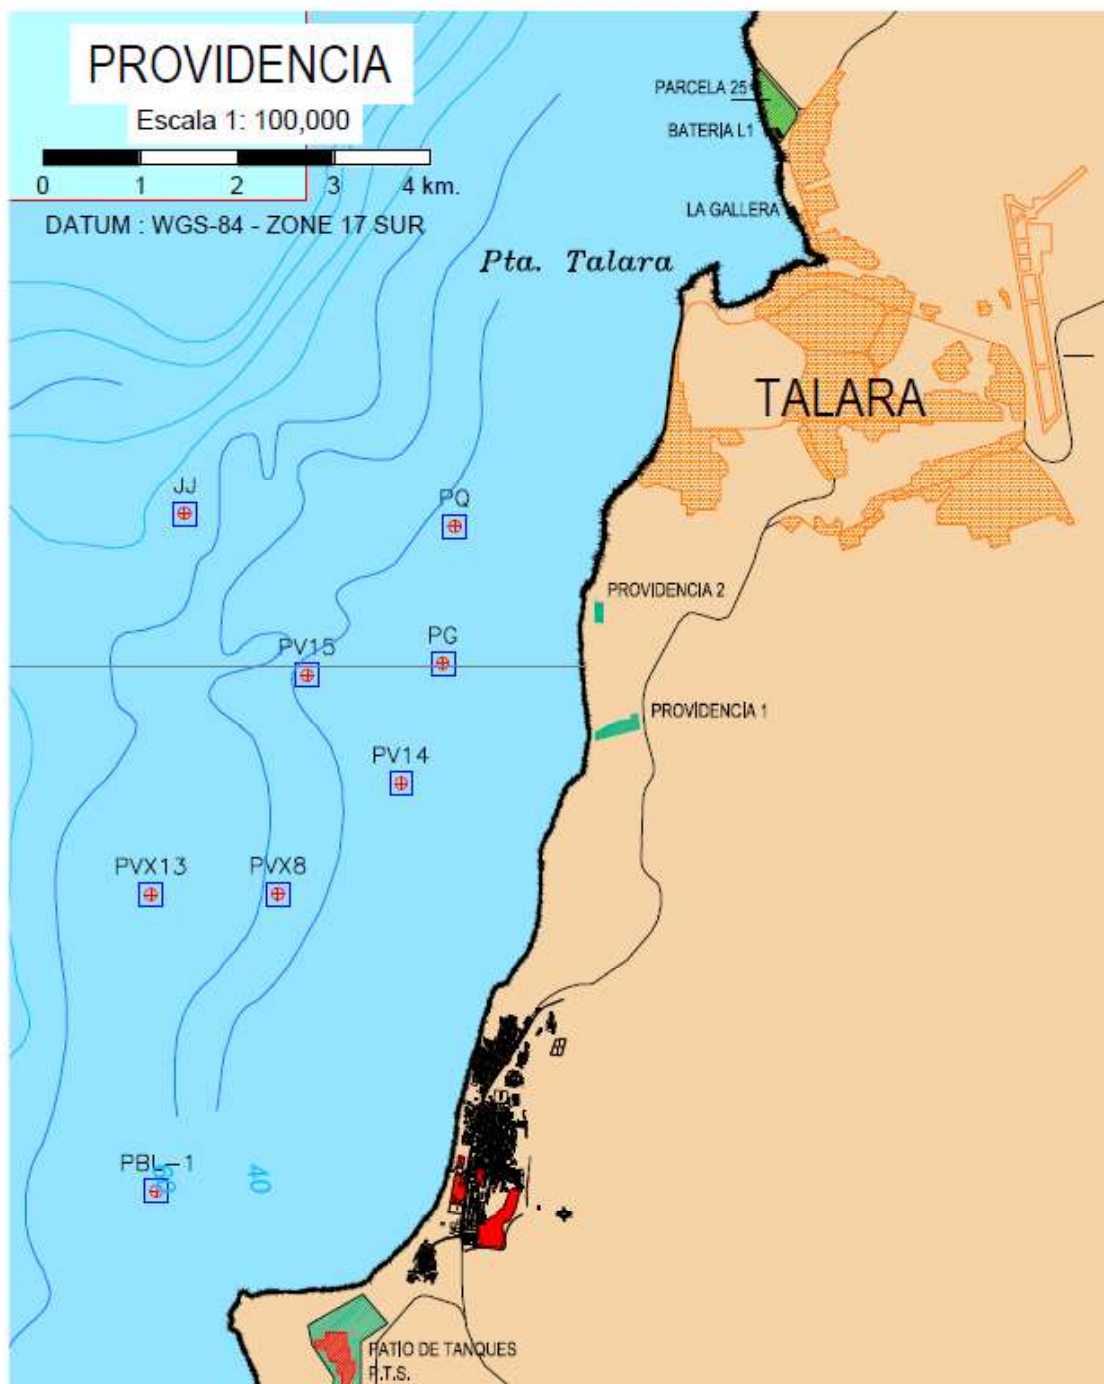 PROVIDENCIA
Escala 1: 100,000
0 1 2 3 4 km.
DATUM : WGS-84 - ZONE 17 SUR
PARCELA 25
BATERIA L1
LA GALLERA
Pta. Talara
TALARA
JJ
PQ
PROVIDENCIA 2
PV15
PG
PROVIDENCIA 1
PV14
PVX13
PVX8
PBL-1
60
40
PATIO DE TANQUES
P.T.S.